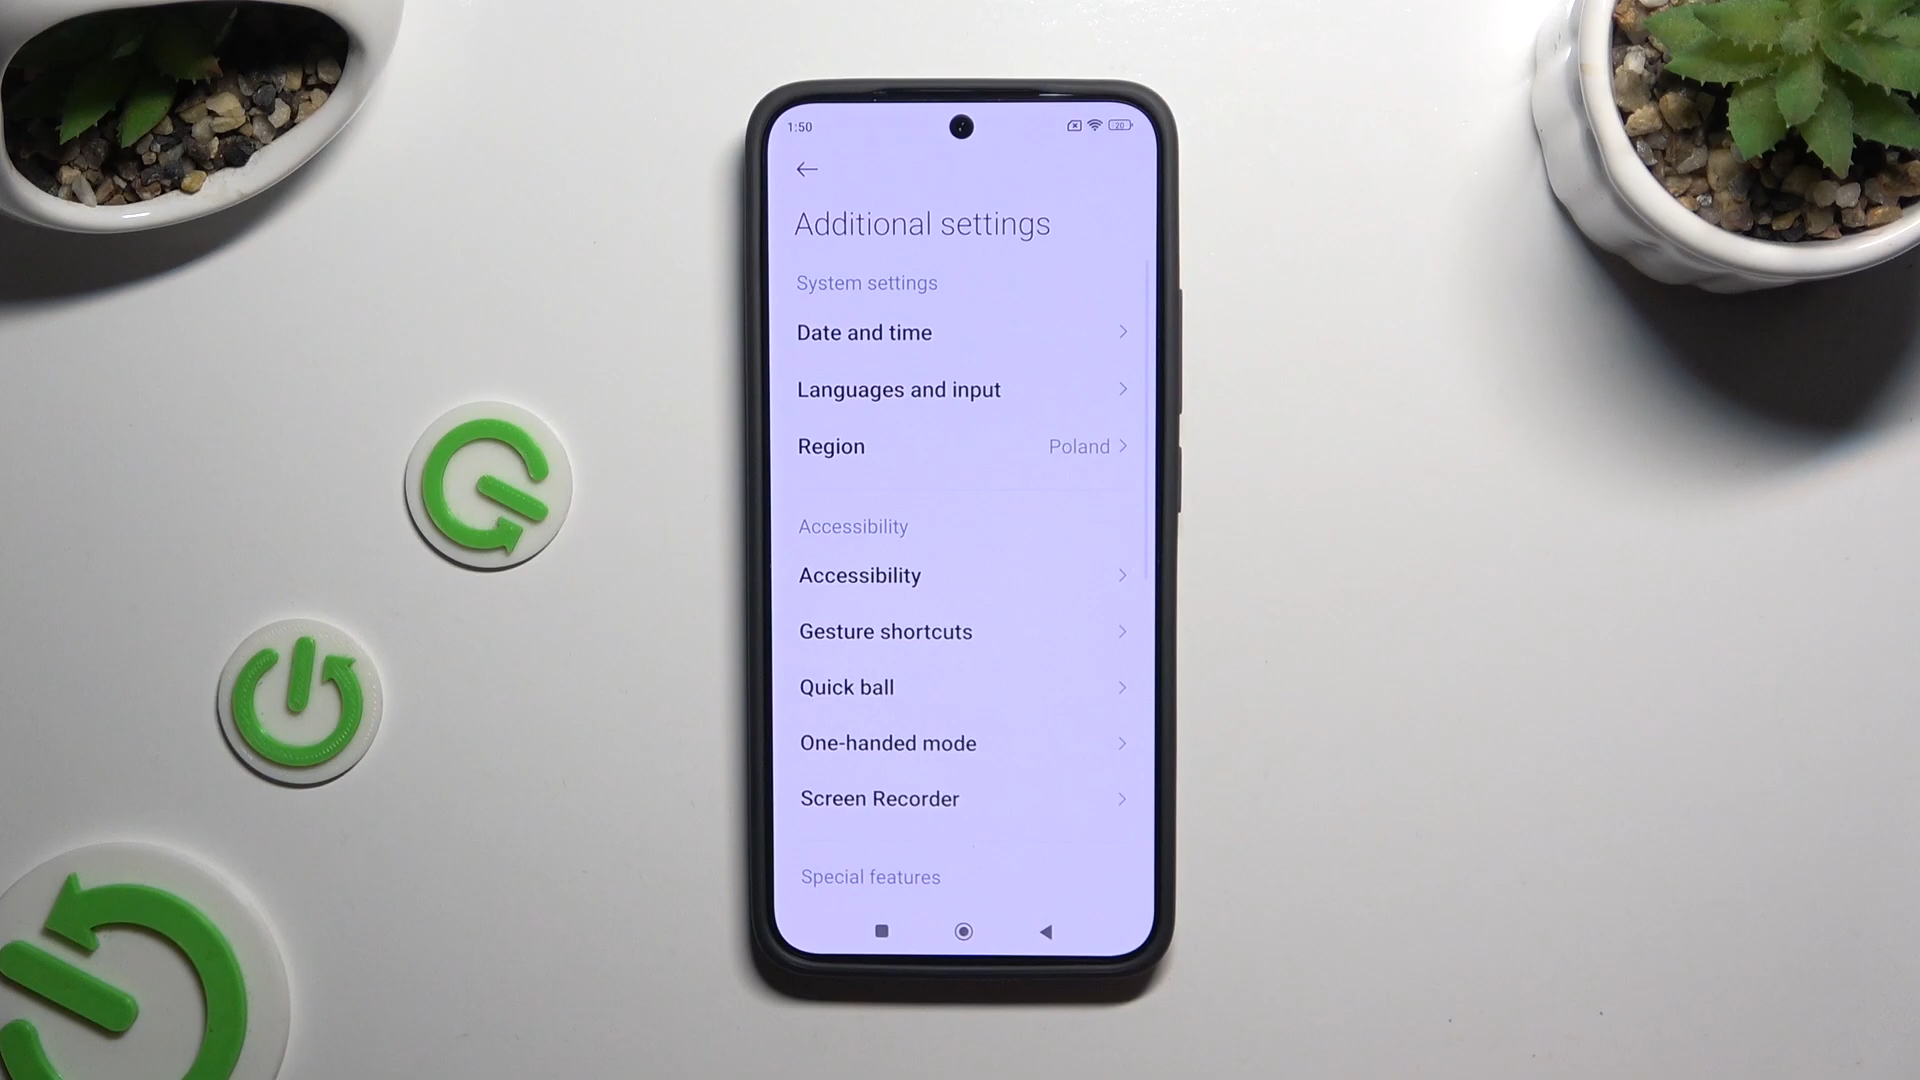 1:50
20
Additional settings
System settings
Date and time
Languages and input
Region Poland
Accessibility
Accessibility
Gesture shortcuts
Quick ball
One-handed mode
Screen Recorder
Special features